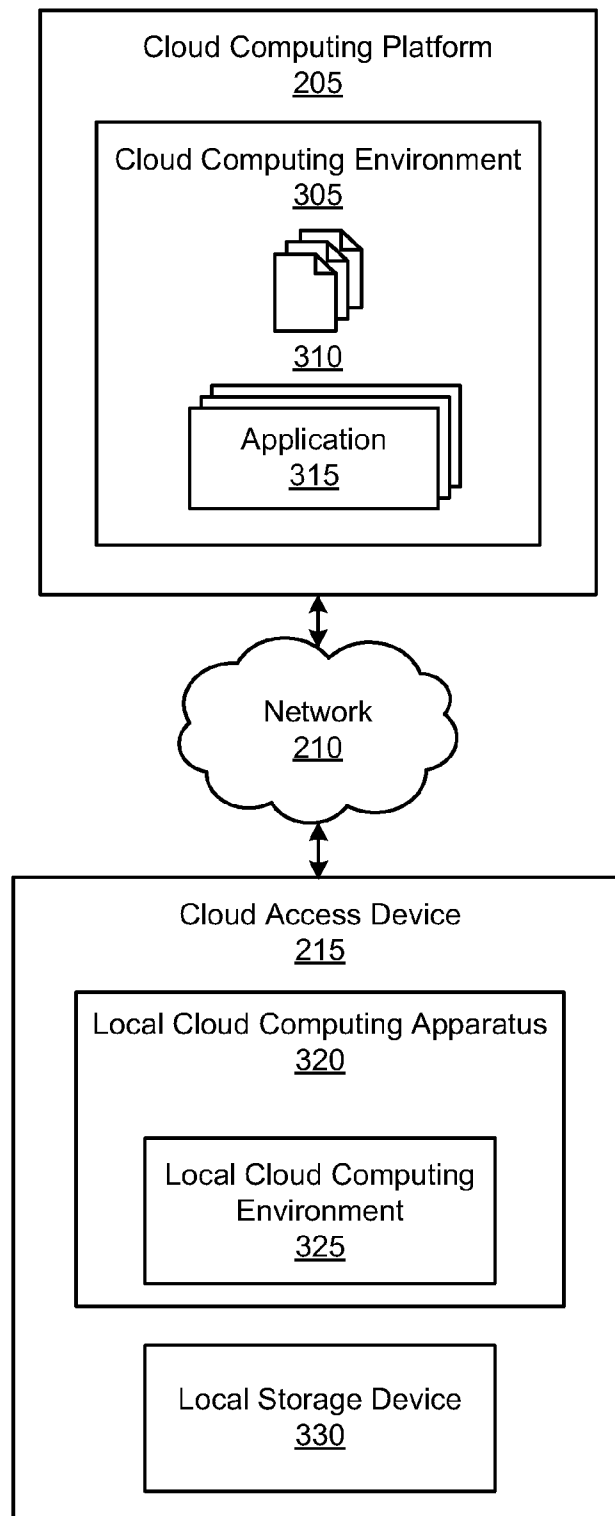 Cloud Computing Platform
205
Cloud Computing Environment
305
310
Application
315
Network
210
Cloud Access Device
215
Local Cloud Computing Apparatus
320
Local Cloud Computing
Environment
325
Local Storage Device
330